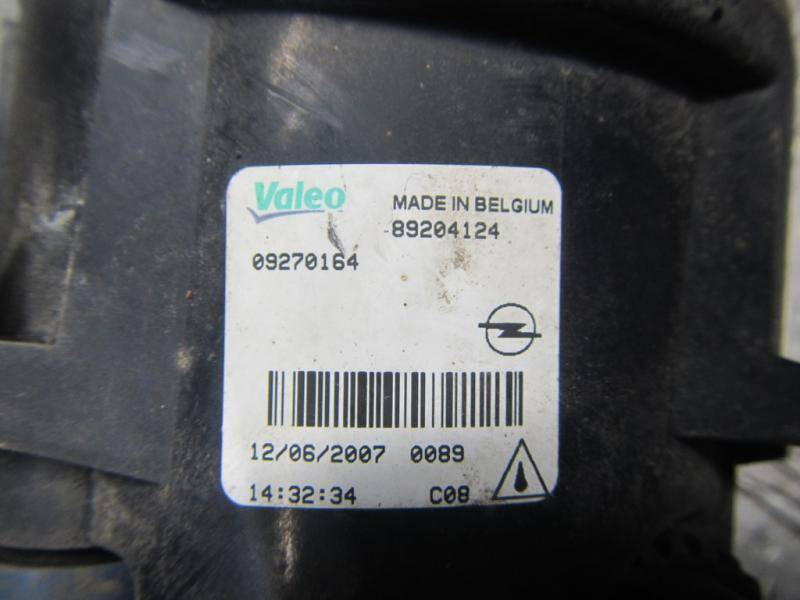 Valeo MADE IN BELGIUM
89204124
09270164
12/06/2007 0089
14:32:34 C08